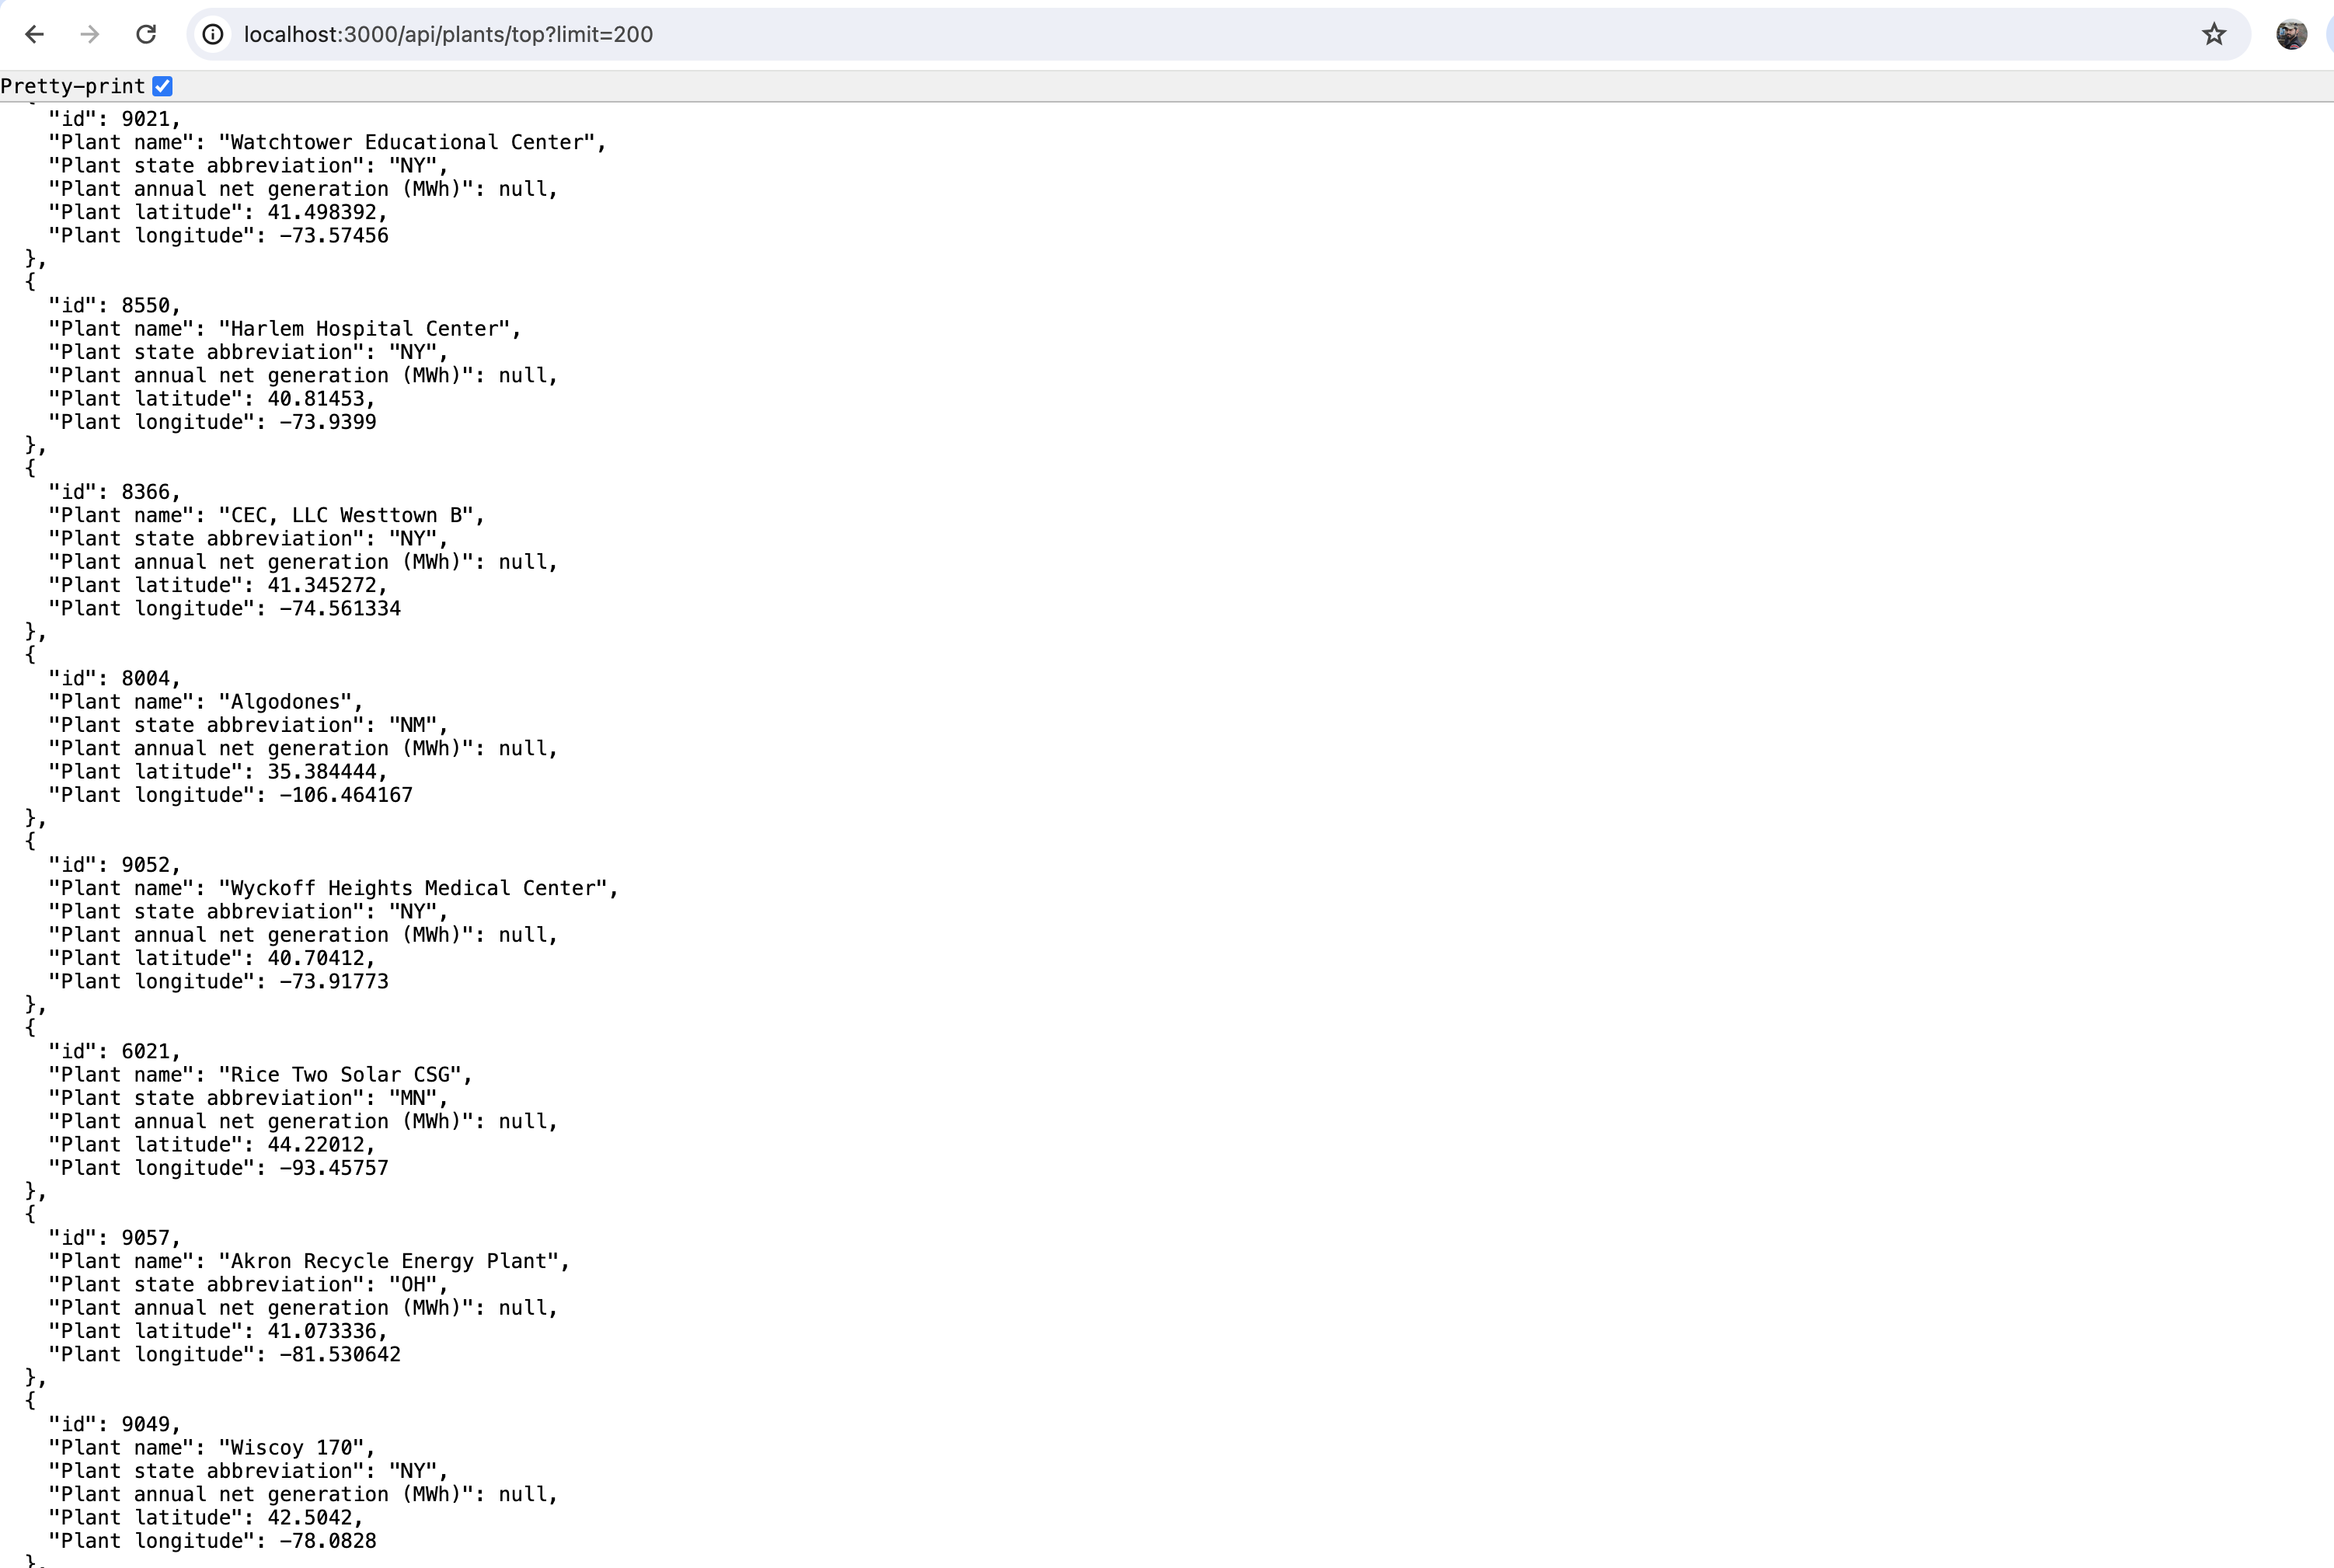 localhost:3000/api/plants/top?limit=200
Pretty-print
"id": 9021,
"Plant name": "Watchtower Educational Center",
"Plant state abbreviation": "NY",
"Plant annual net generation (MWh)": null,
"Plant latitude": 41.498392,
"Plant longitude": -73.57456
},
{
"id": 8550,
"Plant name": "Harlem Hospital Center",
"Plant state abbreviation": "NY",
"Plant annual net generation (MWh)": null,
"Plant latitude": 40.81453,
"Plant longitude": -73.9399
},
{
"id": 8366,
"Plant name": "CEC, LLC Westtown B",
"Plant state abbreviation": "NY",
"Plant annual net generation (MWh)": null,
"Plant latitude": 41.345272,
"Plant longitude": -74.561334
},
{
"id": 8004,
"Plant name": "Algodones",
"Plant state abbreviation": "NM",
"Plant annual net generation (MWh)": null,
"Plant latitude": 35.384444,
"Plant longitude": -106.464167
},
{
"id": 9052,
"Plant name": "Wyckoff Heights Medical Center",
"Plant state abbreviation": "NY",
"Plant annual net generation (MWh)": null,
"Plant latitude": 40.70412,
"Plant longitude": -73.91773
},
{
"id": 6021,
"Plant name": "Rice Two Solar CSG",
"Plant state abbreviation": "MN",
"Plant annual net generation (MWh)": null,
"Plant latitude": 44.22012,
"Plant longitude": -93.45757
},
{
"id": 9057,
"Plant name": "Akron Recycle Energy Plant",
"Plant state abbreviation": "OH",
"Plant annual net generation (MWh)": null,
"Plant latitude": 41.073336,
"Plant longitude": -81.530642
},
{
"id": 9049,
"Plant name": "Wiscoy 170",
"Plant state abbreviation": "NY",
"Plant annual net generation (MWh)": null,
"Plant latitude": 42.5042,
"Plant longitude": -78.0828
},